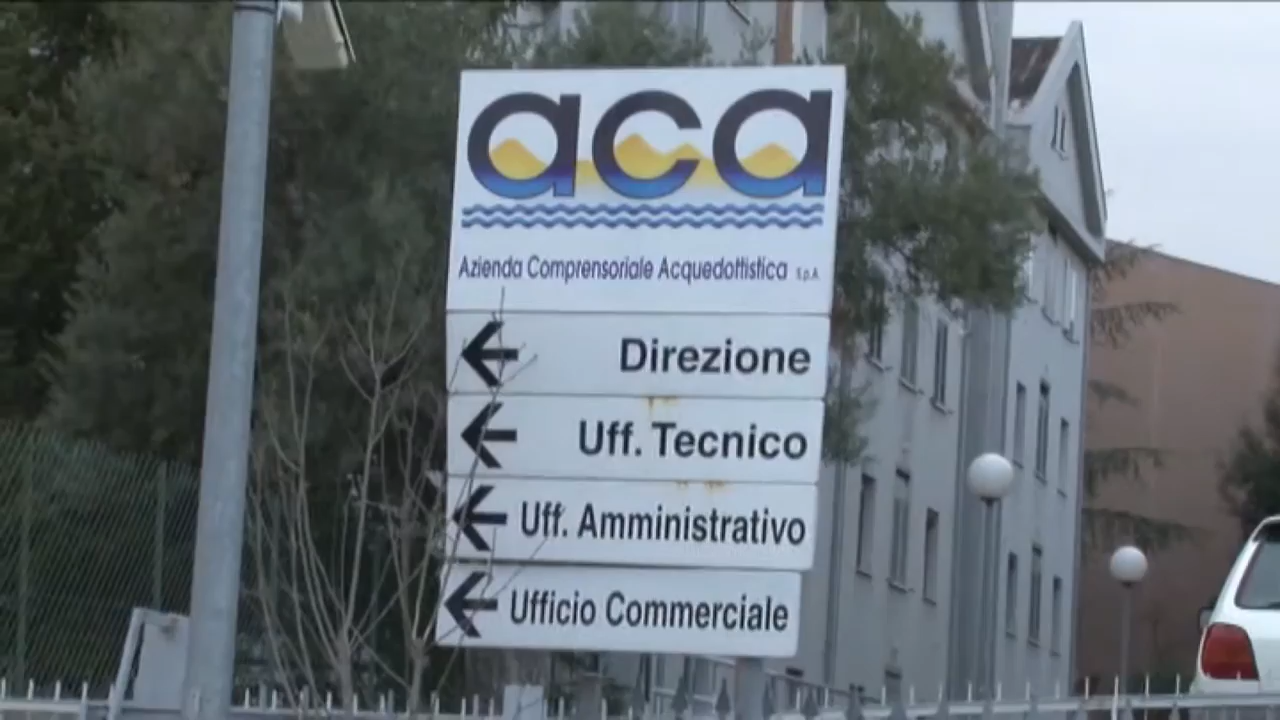 aca
Azienda Comprensoriale Acquedottistica S.p.A.
Direzione
Uff. Tecnico
Uff. Amministrativo
Ufficio Commerciale